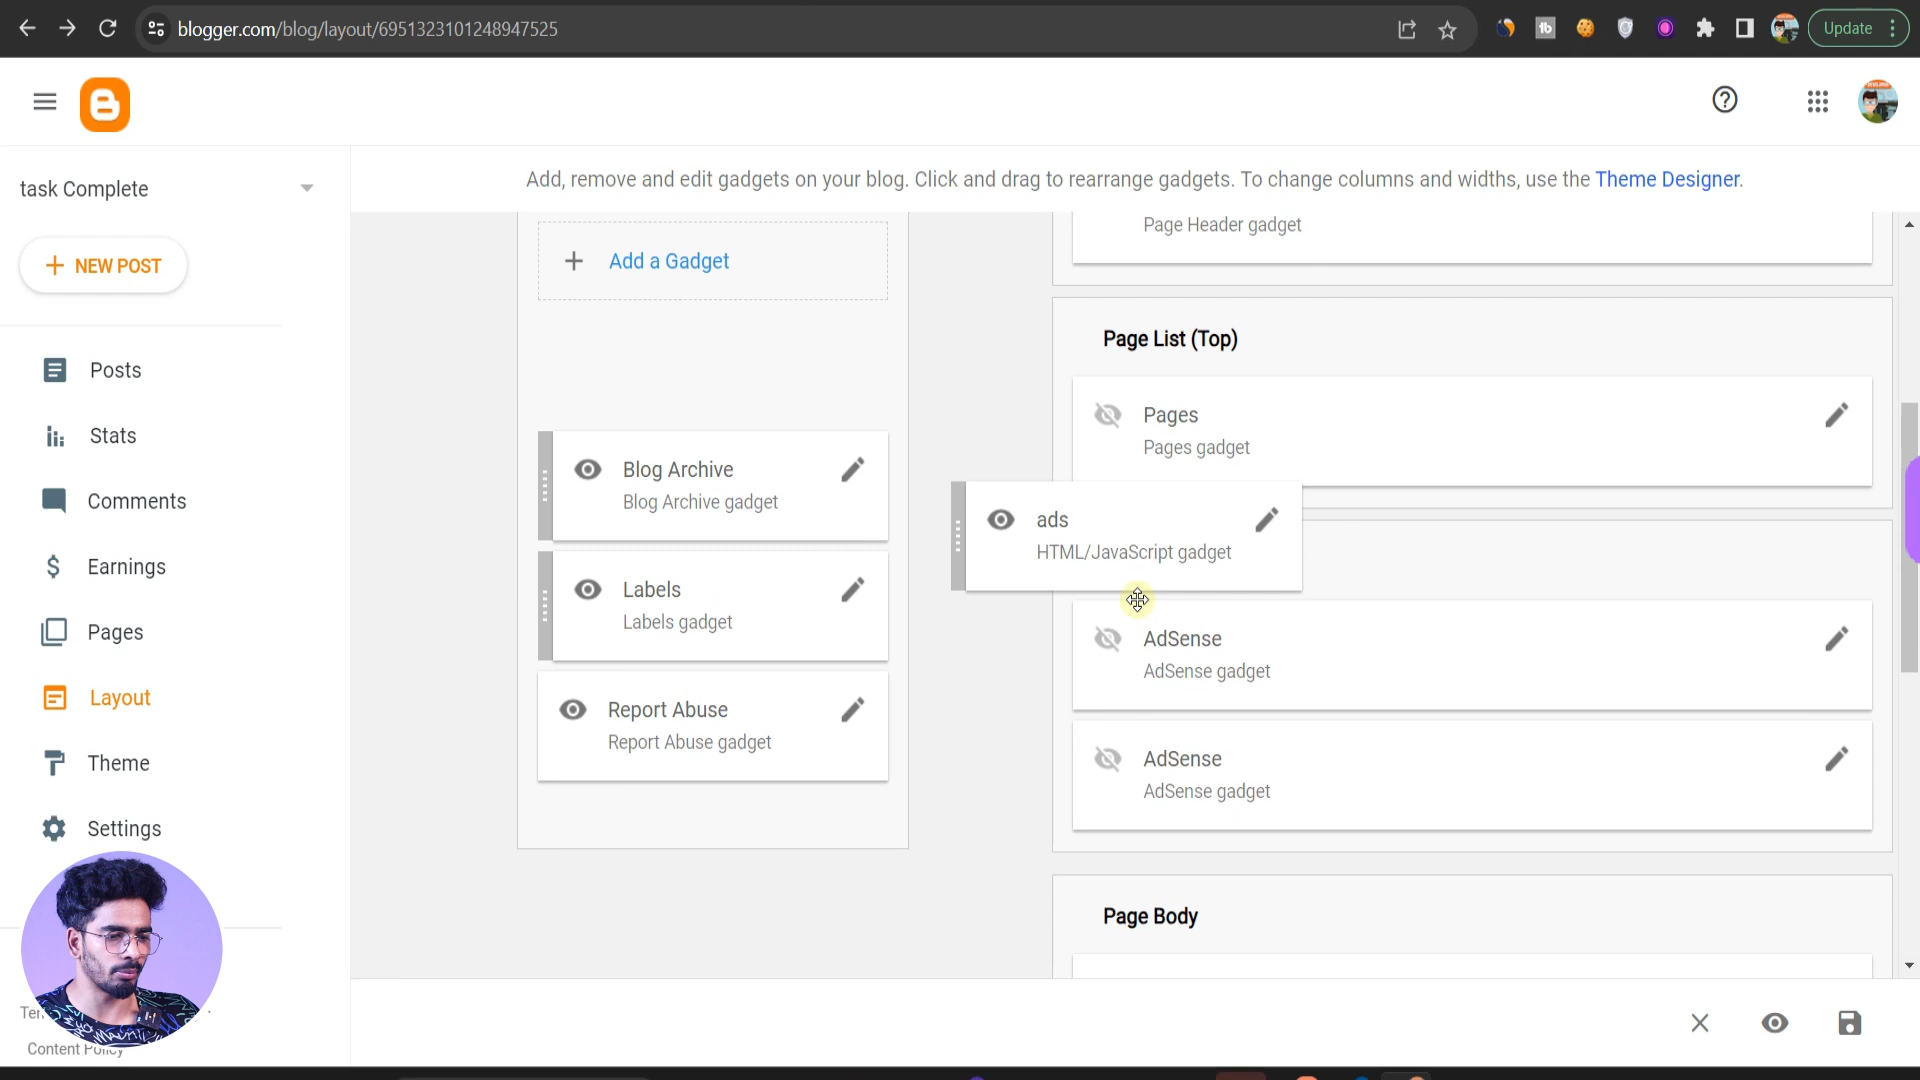 blogger.com/blog/layout/6951323101248947525
Update
task Complete
Add, remove and edit gadgets on your blog. Click and drag to rearrange gadgets. To change columns and widths, use the Theme Designer.
NEW POST
Posts
Stats
Comments
Earnings
Pages
Layout
Theme
Settings
Content Policy
Add a Gadget
Blog Archive
Blog Archive gadget
Labels
Labels gadget
Report Abuse
Report Abuse gadget
Page Header gadget
Page List (Top)
Pages
Pages gadget
ads
HTML/JavaScript gadget
AdSense
AdSense gadget
AdSense
AdSense gadget
Page Body